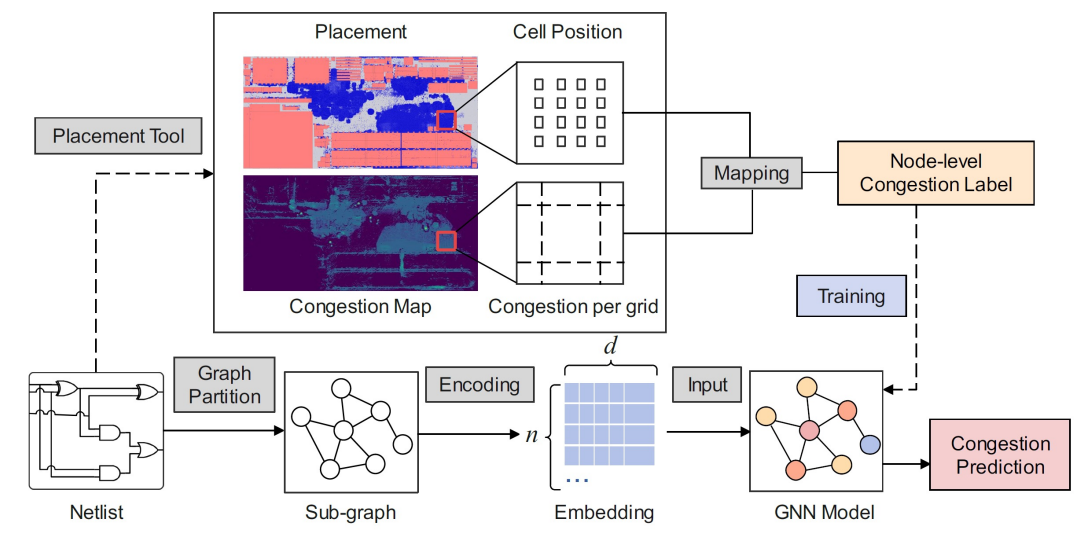 Placement
Cell Position
Placement Tool
Mapping
Node-level
Congestion Label
Congestion Map
Congestion per grid
Training
d
Graph
Partition
Encoding
Input
n
...
Congestion
Prediction
Netlist
Sub-graph
Embedding
GNN Model